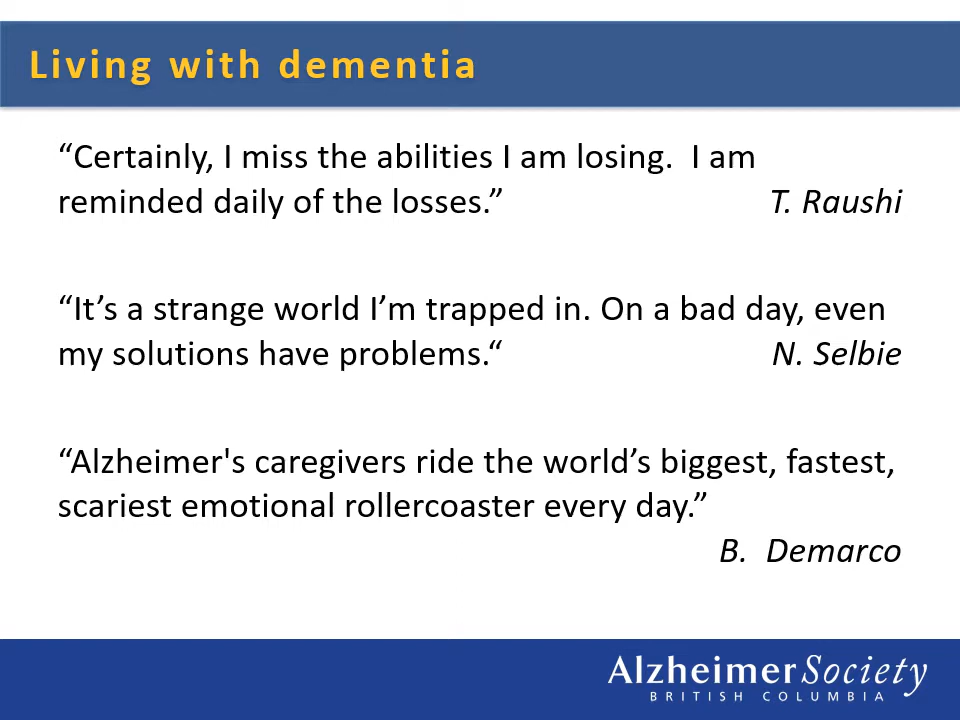 Living with dementia
“Certainly, I miss the abilities I am losing.  I am
reminded daily of the losses.” T. Raushi
“It’s a strange world I’m trapped in. On a bad day, even
my solutions have problems.“ N. Selbie
“Alzheimer's caregivers ride the world’s biggest, fastest,
scariest emotional rollercoaster every day.”
B.  Demarco
AlzheimerSociety
BRITISH COLUMBIA